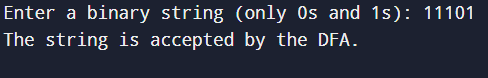 Enter a binary string (only 0s and 1s): 11101
The string is accepted by the DFA.